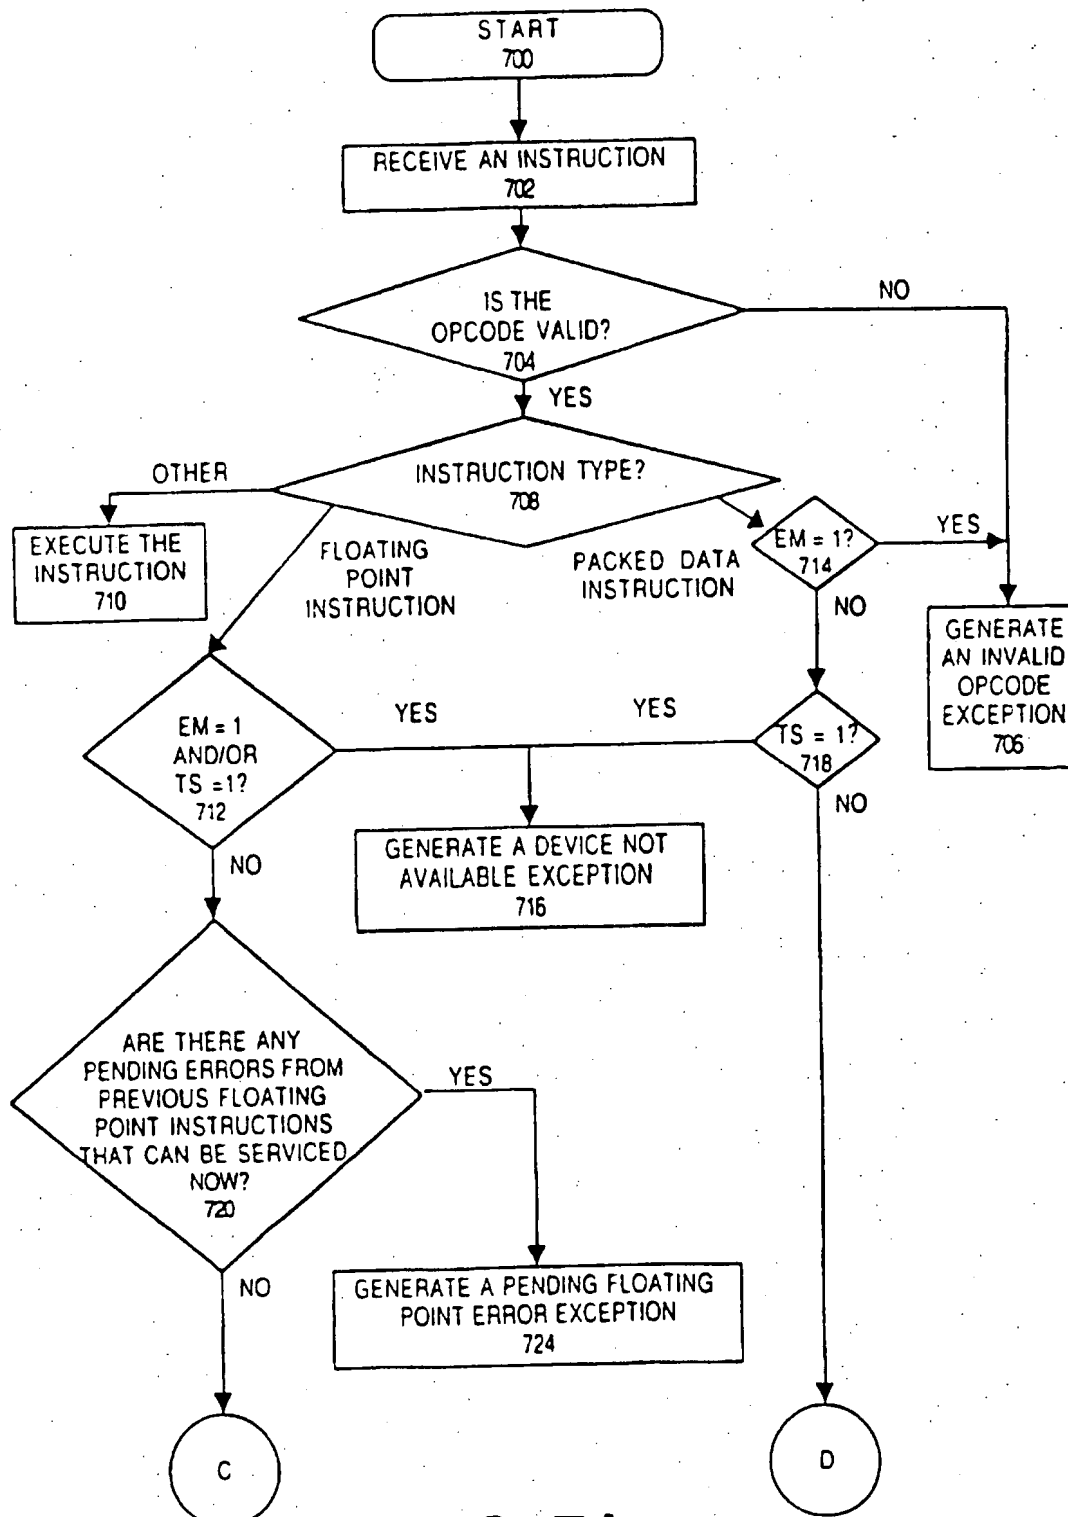 START
700
RECEIVE AN INSTRUCTION
702
IS THE
OPCODE VALID?
704
NO
YES
INSTRUCTION TYPE?
708
OTHER
EXECUTE THE
INSTRUCTION
710
FLOATING
POINT
INSTRUCTION
PACKED DATA
INSTRUCTION
EM = 1?
714
YES
NO
GENERATE
AN INVALID
OPCODE
EXCEPTION
706
EM = 1
AND/OR
TS =1?
712
YES
YES
TS = 1?
718
NO
NO
GENERATE A DEVICE NOT
AVAILABLE EXCEPTION
716
ARE THERE ANY
PENDING ERRORS FROM
PREVIOUS FLOATING
POINT INSTRUCTIONS
THAT CAN BE SERVICED
NOW?
720
YES
NO
GENERATE A PENDING FLOATING
POINT ERROR EXCEPTION
724
C
D